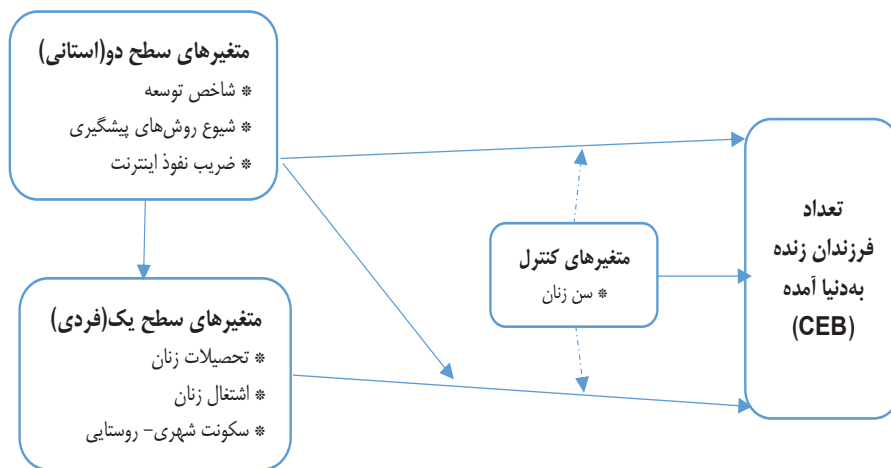 متغیرهای سطح دو(استانی)
* شاخص توسعه
* شیوع روش‌های پیشگیری
* ضریب نفوذ اینترنت
متغیرهای سطح یک(فردی)
* تحصیلات زنان
* اشتغال زنان
* سکونت شهری- روستایی
متغیرهای کنترل
* سن زنان
تعداد
فرزندان زنده
به‌دنیا آمده
(CEB)